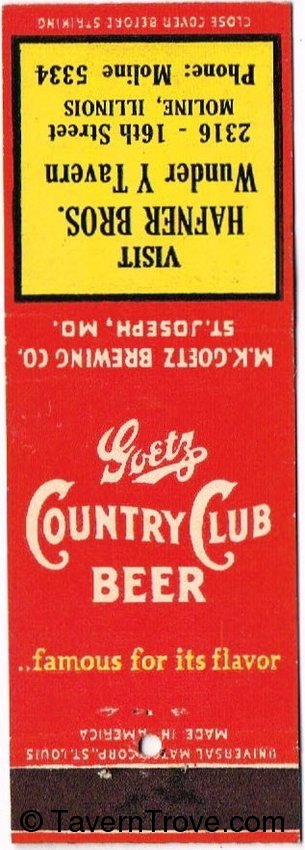 CLOSE COVER BEFORE STRIKING
VISIT
HAFNER BROS.
Wunder Y Tavern
2316 - 16th Street
MOLINE, ILLINOIS
Phone: Moline 5334
M.K.GOETZ BREWING CO.
ST.JOSEPH, MO.
Goetz
COUNTRY CLUB
BEER
..famous for its flavor
UNIVERSAL MATCH CORP., ST. LOUIS
MADE IN AMERICA
© TavernTrove.com